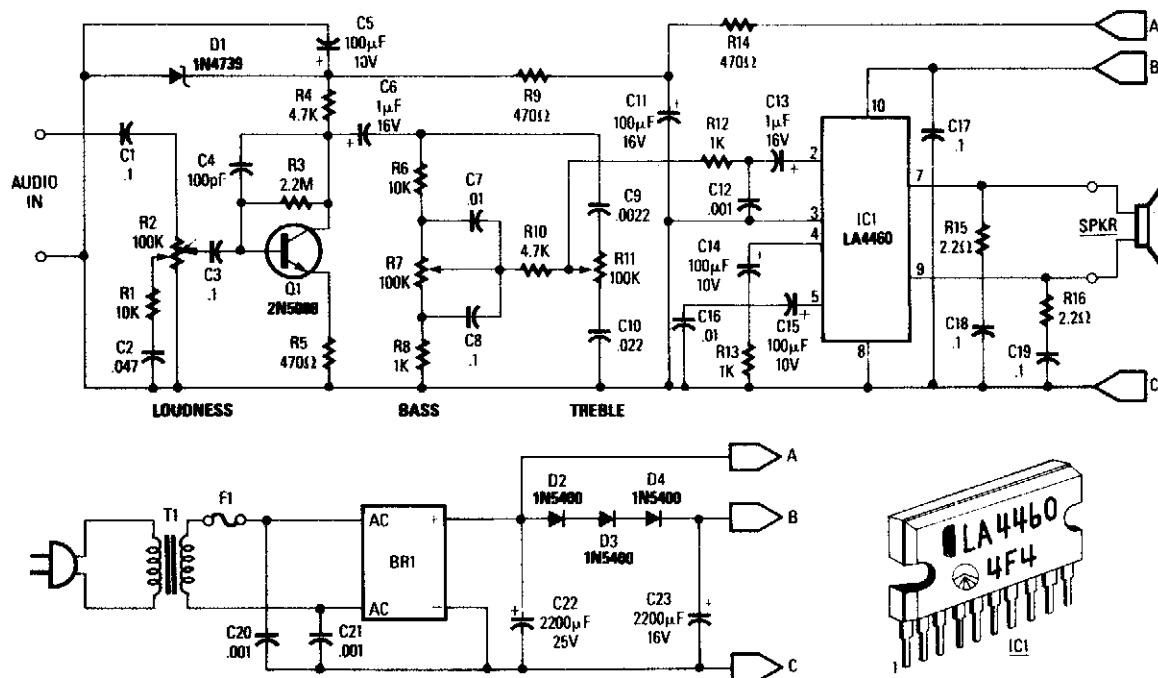 C5
100µF
10V
D1
1N4739
R4
4.7K
C6
1µF
16V
R9
470Ω
R14
470Ω
A
B
C11
100µF
16V
R12
1K
C13
1µF
16V
10
C17
.1
C1
.1
AUDIO
IN
C4
100pF
R3
2.2M
R6
10K
C7
.01
C9
.0022
C12
.001
2
3
4
5
7
9
8
IC1
LA4460
R15
2.2Ω
SPKR
R2
100K
C3
.1
Q1
R10
4.7K
R7
100K
R11
100K
C14
100µF
10V
R1
10K
C2
.047
R5
470Ω
C8
.1
R8
1K
C10
.022
C16
.01
R13
1K
C15
100µF
10V
C18
.1
R16
2.2Ω
C19
.1
C
LOUDNESS
BASS
TREBLE
T1
F1
AC
+
BR1
AC
−
C20
.001
C21
.001
D2
1N5400
D4
1N5400
D3
1N5400
C22
2200µF
25V
C23
2200µF
16V
A
B
C
LA4460
4F4
1
IC1